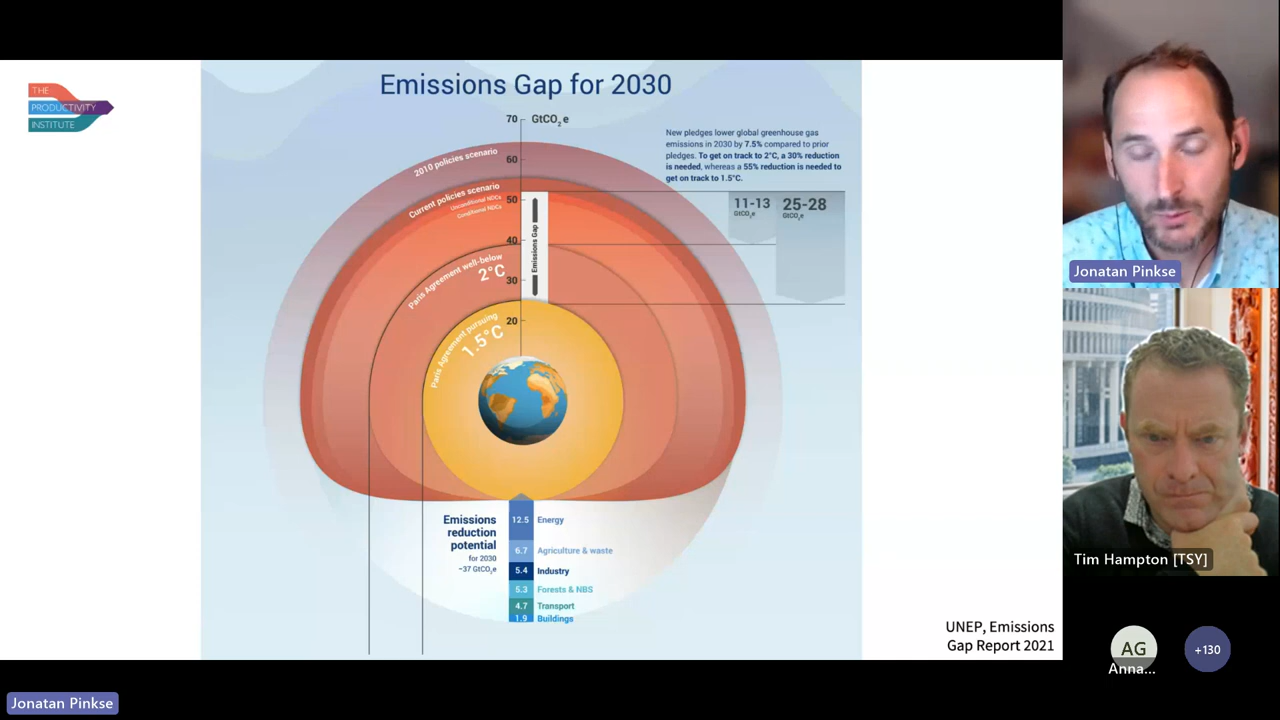 THE
PRODUCTIVITY
INSTITUTE
Emissions Gap for 2030
70 GtCO2e
60
50
40
30
20
2010 policies scenario
Current policies scenario
Unconditional NDCs
Conditional NDCs
Paris Agreement well-below
2°C
Paris Agreement pursuing
1.5°C
Emissions Gap
New pledges lower global greenhouse gas
emissions in 2030 by 7.5% compared to prior
pledges. To get on track to 2°C, a 30% reduction
is needed, whereas a 55% reduction is needed to
get on track to 1.5°C.
11-13
GtCO2e
25-28
GtCO2e
Emissions
reduction
potential
for 2030
~37 GtCO2e
12.5 Energy
6.7 Agriculture & waste
5.4 Industry
5.3 Forests & NBS
4.7 Transport
1.9 Buildings
UNEP, Emissions
Gap Report 2021
Jonatan Pinkse
Tim Hampton [TSY]
AG
Anna...
+130
Jonatan Pinkse